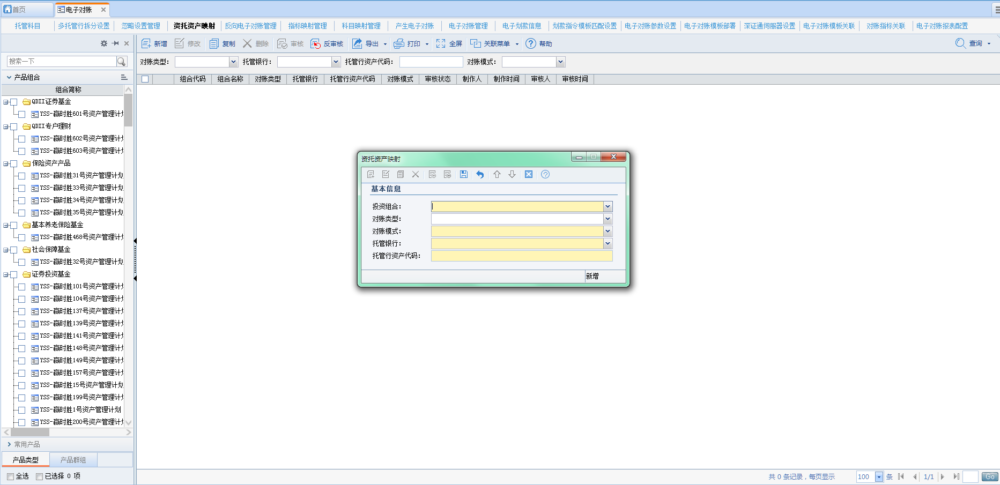 首页 电子对账
托管科目 多托管行拆分设置 忽略设置管理 资托资产映射 反向电子对账管理 指标映射管理 科目映射管理 产生电子对账 电子对账管理 电子划款信息 划款指令模板匹配设置 电子对账参数设置 电子对账模板部署 深证通伺服器设置 电子对账模板关联 对账指标关联 电子对账报表配置
新增 修改 复制 删除 审核 反审核 导出 打印 全屏 关联菜单 帮助 查询
搜索一下
对账类型： 托管银行： 托管行资产代码： 对账模式：
产品组合
组合代码 组合名称 对账类型 托管银行 托管行资产代码 对账模式 审核状态 制作人 制作时间 审核人 审核时间
组合简称
QDII证券基金
YSS-赢时胜601号资产管理计划
QDII专户理财
YSS-赢时胜602号资产管理计划
YSS-赢时胜603号资产管理计划
保险资产产品
YSS-赢时胜31号资产管理计划
YSS-赢时胜33号资产管理计划
YSS-赢时胜34号资产管理计划
YSS-赢时胜35号资产管理计划
基本养老保险基金
YSS-赢时胜468号资产管理计划
社会保障基金
YSS-赢时胜32号资产管理计划
证券投资基金
YSS-赢时胜101号资产管理计划
YSS-赢时胜104号资产管理计划
YSS-赢时胜137号资产管理计划
YSS-赢时胜139号资产管理计划
YSS-赢时胜141号资产管理计划
YSS-赢时胜148号资产管理计划
YSS-赢时胜149号资产管理计划
YSS-赢时胜157号资产管理计划
YSS-赢时胜15号资产管理计划
YSS-赢时胜199号资产管理计划
YSS-赢时胜1号资产管理计划
YSS-赢时胜200号资产管理计划
常用产品
产品类型 产品群组
全选 已选择 0 项
资托资产映射
基本信息
投资组合：
对账类型：
对账模式：
托管银行：
托管行资产代码：
新增
共 0 条记录，每页显示 100 条 1/1 Go